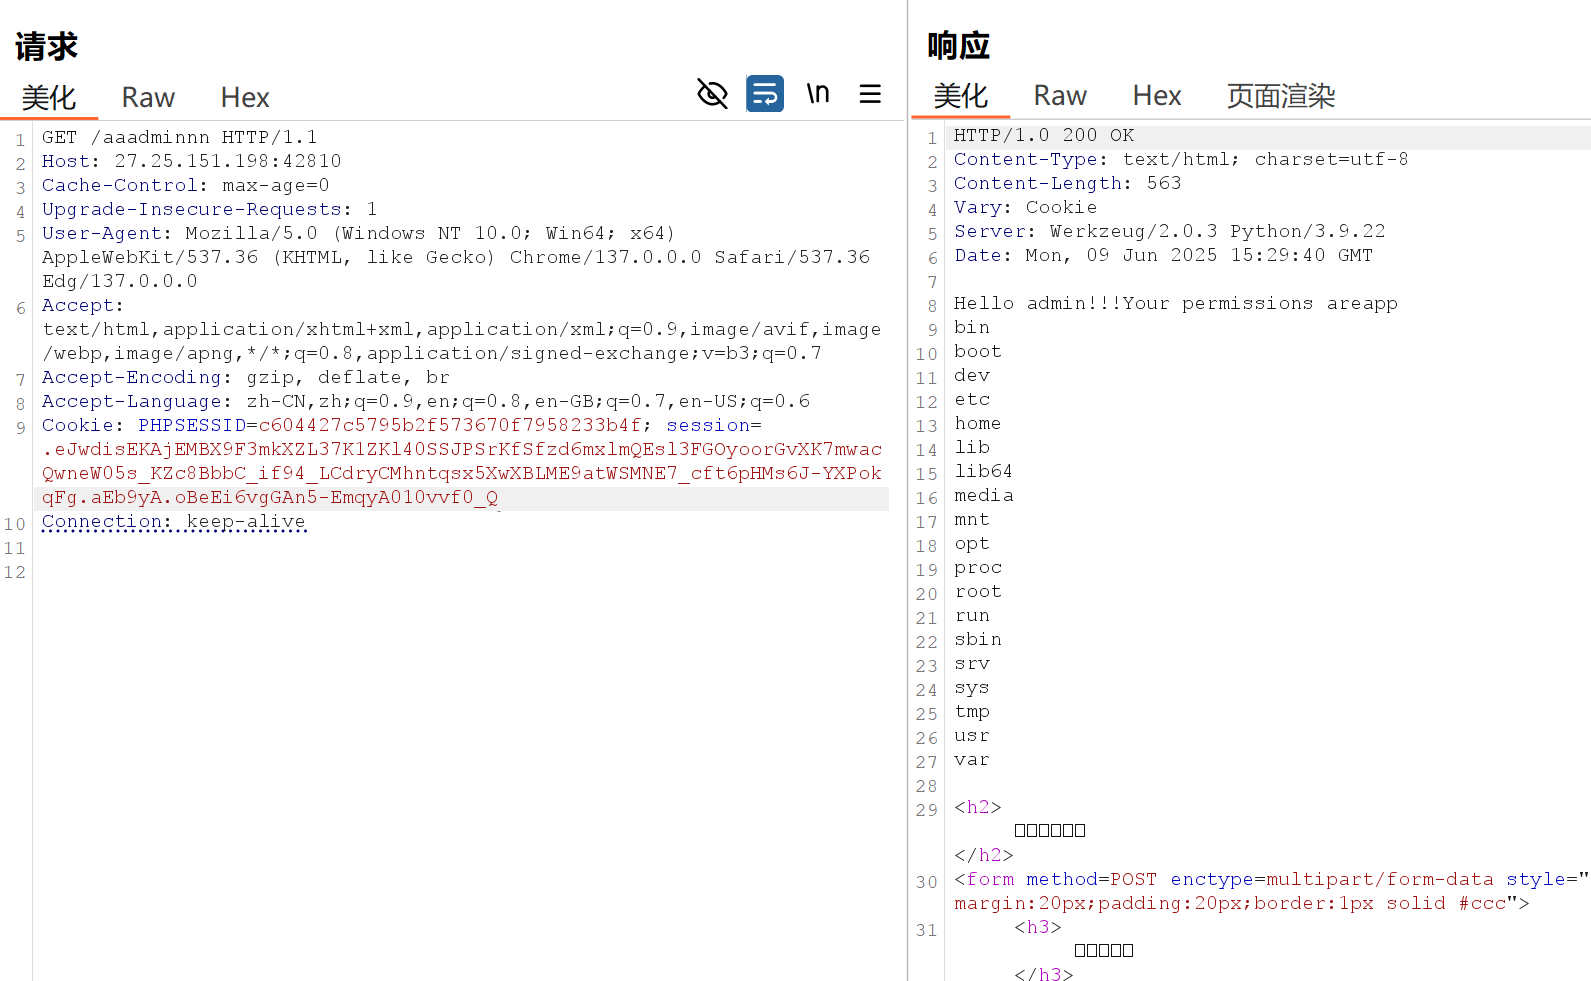 请求
美化 Raw Hex \n
1 GET /aaadminnn HTTP/1.1
2 Host: 27.25.151.198:42810
3 Cache-Control: max-age=0
4 Upgrade-Insecure-Requests: 1
5 User-Agent: Mozilla/5.0 (Windows NT 10.0; Win64; x64)
AppleWebKit/537.36 (KHTML, like Gecko) Chrome/137.0.0.0 Safari/537.36
Edg/137.0.0.0
6 Accept:
text/html,application/xhtml+xml,application/xml;q=0.9,image/avif,image
/webp,image/apng,*/*;q=0.8,application/signed-exchange;v=b3;q=0.7
7 Accept-Encoding: gzip, deflate, br
8 Accept-Language: zh-CN,zh;q=0.9,en;q=0.8,en-GB;q=0.7,en-US;q=0.6
9 Cookie: PHPSESSID=c604427c5795b2f573670f7958233b4f; session=
.eJwdisEKAjEMBX9F3mkXZL37K1ZKl40SSJPSrKfSfzd6mxlmQEsl3FGOyoorGvXK7mwac
QwneW05s_KZc8BbbC_if94_LCdryCMhntqsx5XwXBLME9atWSMNE7_cft6pHMs6J-YXPok
qFg.aEb9yA.oBeEi6vgGAn5-EmqyA010vvf0_Q
10 Connection: keep-alive
11
12
响应
美化 Raw Hex 页面渲染
1 HTTP/1.0 200 OK
2 Content-Type: text/html; charset=utf-8
3 Content-Length: 563
4 Vary: Cookie
5 Server: Werkzeug/2.0.3 Python/3.9.22
6 Date: Mon, 09 Jun 2025 15:29:40 GMT
7
8 Hello admin!!!Your permissions areapp
9 bin
10 boot
11 dev
12 etc
13 home
14 lib
15 lib64
16 media
17 mnt
18 opt
19 proc
20 root
21 run
22 sbin
23 srv
24 sys
25 tmp
26 usr
27 var
28
29 <h2>
□□□□□□
</h2>
30 <form method=POST enctype=multipart/form-data style="
margin:20px;padding:20px;border:1px solid #ccc">
31 <h3>
□□□□□
</h3>